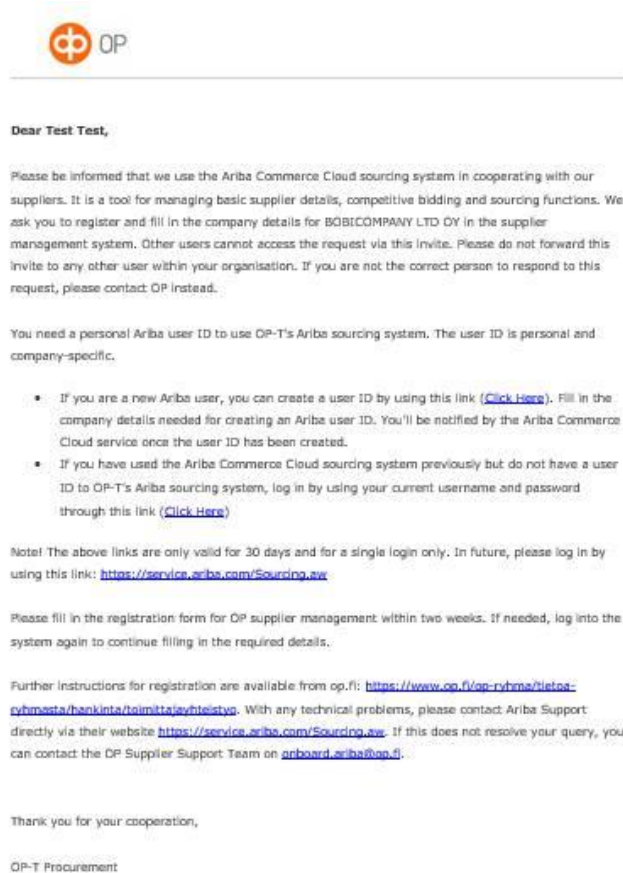 OP
Dear Test Test,
Please be informed that we use the Ariba Commerce Cloud sourcing system in cooperating with our
suppliers. It is a tool for managing basic supplier details, competitive bidding and sourcing functions. We
ask you to register and fill in the company details for BOBICOMPANY LTD OY in the supplier
management system. Other users cannot access the request via this invite. Please do not forward this
invite to any other user within your organisation. If you are not the correct person to respond to this
request, please contact OP instead.
You need a personal Ariba user ID to use OP-T's Ariba sourcing system. The user ID is personal and
company-specific.
• If you are a new Ariba user, you can create a user ID by using this link (Click Here). Fill in the
company details needed for creating an Ariba user ID. You'll be notified by the Ariba Commerce
Cloud service once the user ID has been created.
• If you have used the Ariba Commerce Cloud sourcing system previously but do not have a user
ID to OP-T's Ariba sourcing system, log in by using your current username and password
through this link (Click Here)
Note! The above links are only valid for 30 days and for a single login only. In future, please log in by
using this link: https://service.ariba.com/Sourcing.aw
Please fill in the registration form for OP supplier management within two weeks. If needed, log into the
system again to continue filling in the required details.
Further instructions for registration are available from op.fi: https://www.op.fi/op-ryhma/tietoa-
ryhmasta/hankinta/toimittajayhteistyo. With any technical problems, please contact Ariba Support
directly via their website https://service.ariba.com/Sourcing.aw. If this does not resolve your query, you
can contact the OP Supplier Support Team on onboard.ariba@op.fi.
Thank you for your cooperation,
OP-T Procurement